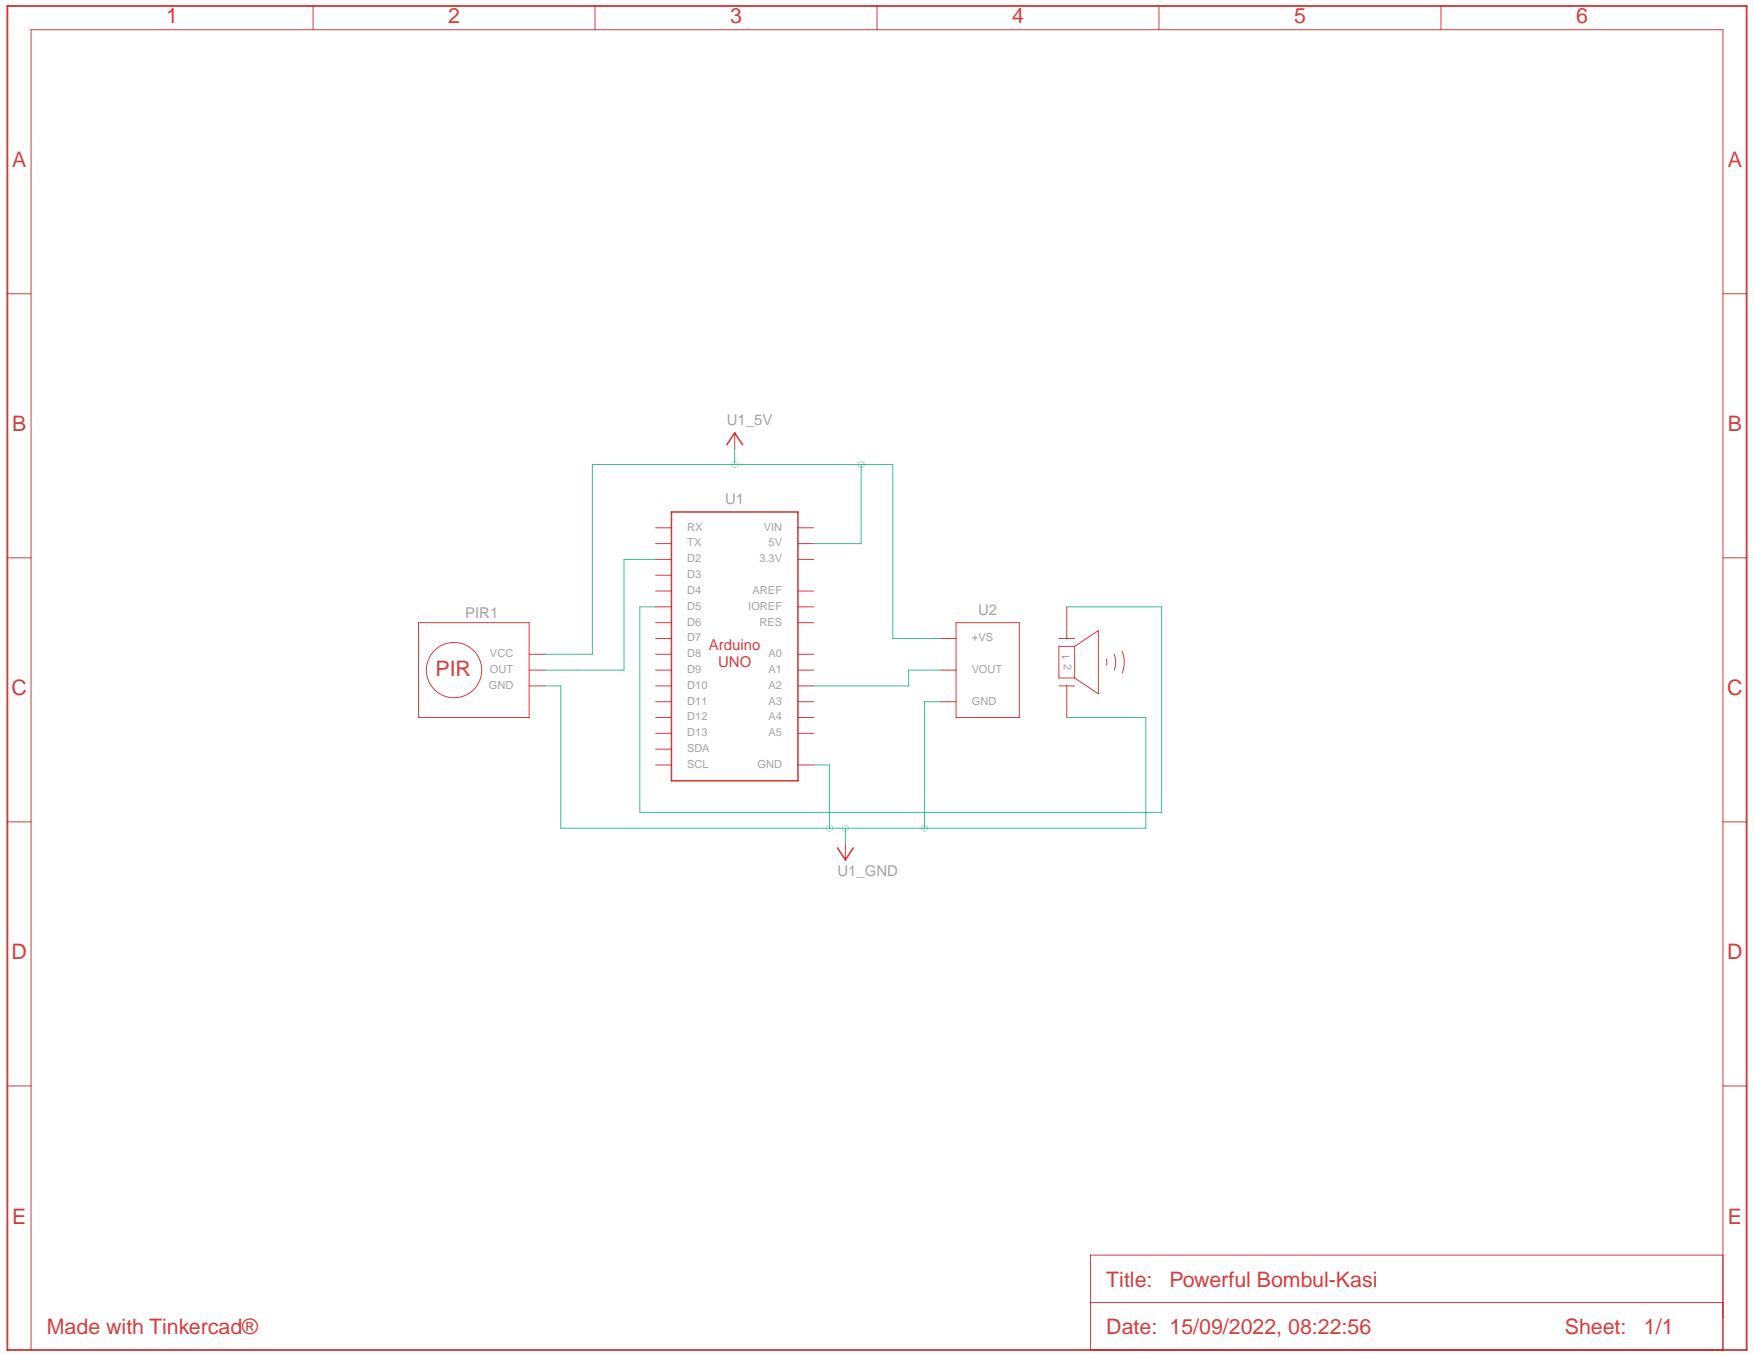 1 2 3 4 5 6
A A
B B
U1_5V
U1
RX VIN
TX 5V
D2 3.3V
D3
D4 AREF
D5 IOREF
D6 RES
D7
Arduino
UNO
D8 A0
D9 A1
D10 A2
D11 A3
D12 A4
D13 A5
SDA
SCL GND
PIR1
PIR
VCC
OUT
GND
U2
+VS
VOUT
GND
1 2
C C
U1_GND
D D
E E
Title: Powerful Bombul-Kasi
Date: 15/09/2022, 08:22:56 Sheet: 1/1
Made with Tinkercad®